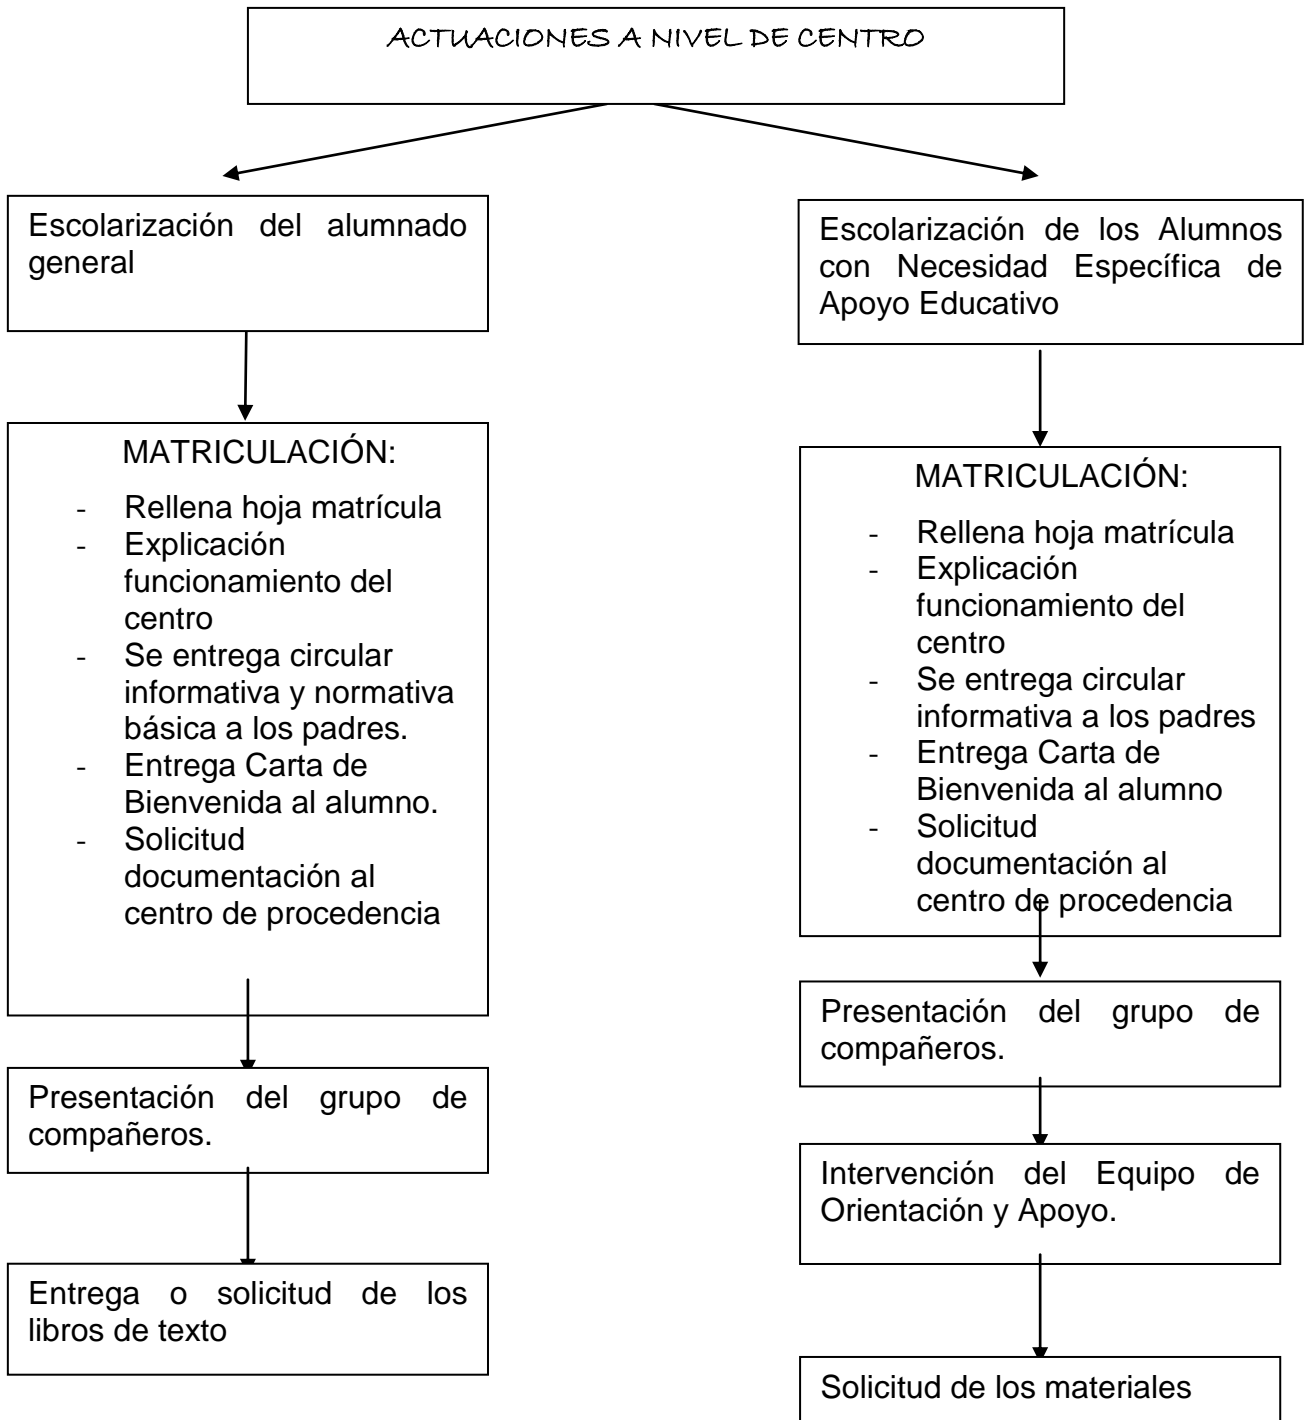 ACTUACIONES A NIVEL DE CENTRO
Escolarización del alumnado
general
MATRICULACIÓN:
- Rellena hoja matrícula
- Explicación
funcionamiento del
centro
- Se entrega circular
informativa y normativa
básica a los padres.
- Entrega Carta de
Bienvenida al alumno.
- Solicitud
documentación al
centro de procedencia
Presentación del grupo de
compañeros.
Entrega o solicitud de los
libros de texto
Escolarización de los Alumnos
con Necesidad Específica de
Apoyo Educativo
MATRICULACIÓN:
- Rellena hoja matrícula
- Explicación
funcionamiento del
centro
- Se entrega circular
informativa a los padres
- Entrega Carta de
Bienvenida al alumno
- Solicitud
documentación al
centro de procedencia
Presentación del grupo de
compañeros.
Intervención del Equipo de
Orientación y Apoyo.
Solicitud de los materiales